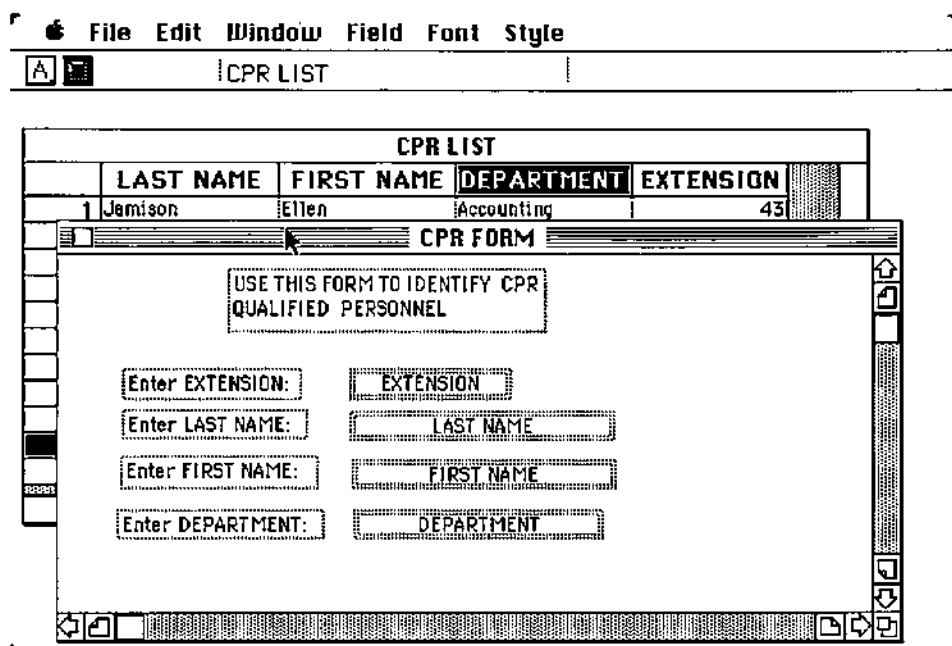 File Edit Window Field Font Style
A CPR LIST
CPR LIST
LAST NAME FIRST NAME DEPARTMENT EXTENSION
1 Jamison Ellen Accounting 43
CPR FORM
USE THIS FORM TO IDENTIFY CPR
QUALIFIED PERSONNEL
Enter EXTENSION: EXTENSION
Enter LAST NAME: LAST NAME
Enter FIRST NAME: FIRST NAME
Enter DEPARTMENT: DEPARTMENT